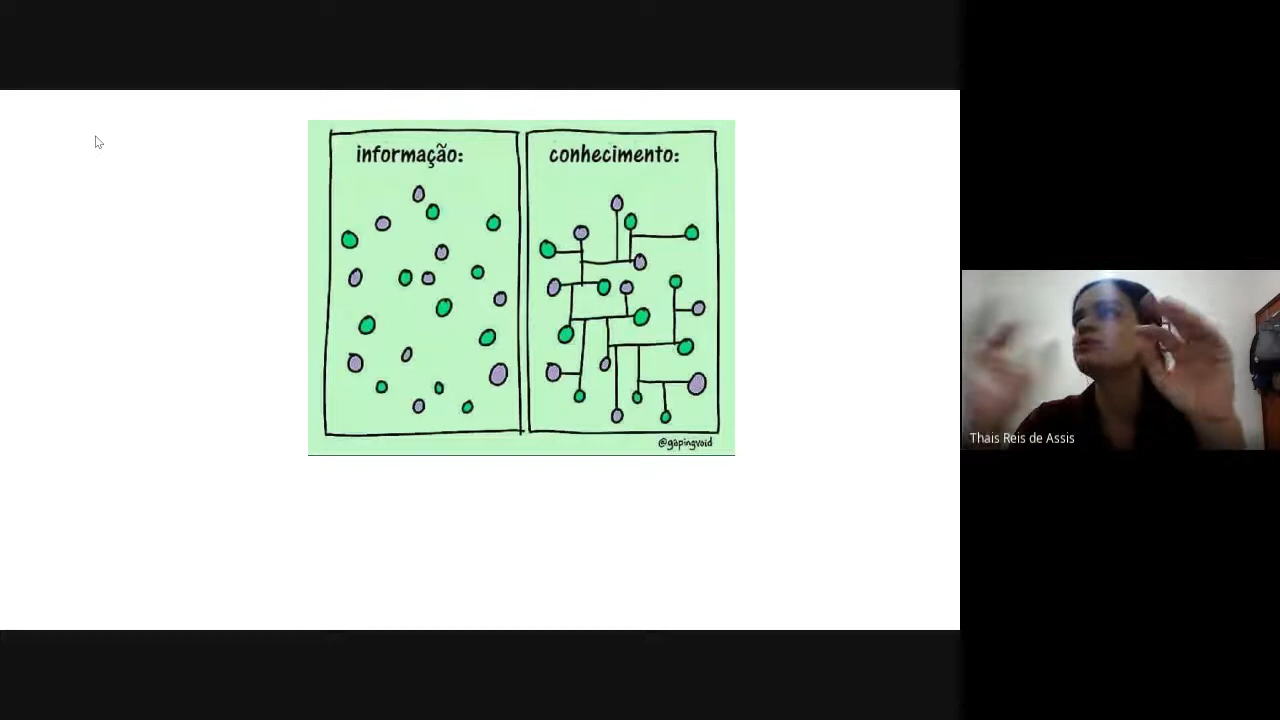 informação:
conhecimento:
@gapingvoid
Thais Reis de Assis